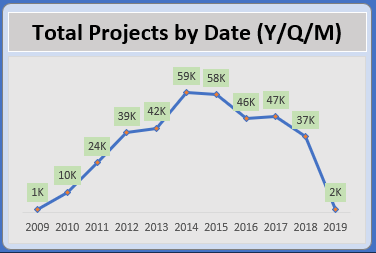 Total Projects by Date (Y/Q/M)
59K 58K
46K 47K
39K 42K
37K
24K
10K
1K 2K
2009 2010 2011 2012 2013 2014 2015 2016 2017 2018 2019